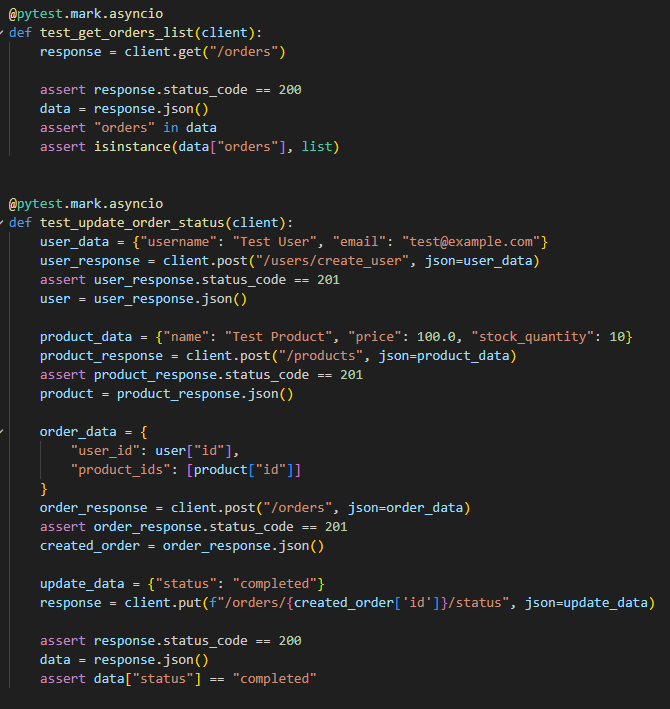 @pytest.mark.asyncio
def test_get_orders_list(client):
    response = client.get("/orders")

    assert response.status_code == 200
    data = response.json()
    assert "orders" in data
    assert isinstance(data["orders"], list)


@pytest.mark.asyncio
def test_update_order_status(client):
    user_data = {"username": "Test User", "email": "test@example.com"}
    user_response = client.post("/users/create_user", json=user_data)
    assert user_response.status_code == 201
    user = user_response.json()

    product_data = {"name": "Test Product", "price": 100.0, "stock_quantity": 10}
    product_response = client.post("/products", json=product_data)
    assert product_response.status_code == 201
    product = product_response.json()

    order_data = {
        "user_id": user["id"],
        "product_ids": [product["id"]]
    }
    order_response = client.post("/orders", json=order_data)
    assert order_response.status_code == 201
    created_order = order_response.json()

    update_data = {"status": "completed"}
    response = client.put(f"/orders/{created_order['id']}/status", json=update_data)

    assert response.status_code == 200
    data = response.json()
    assert data["status"] == "completed"